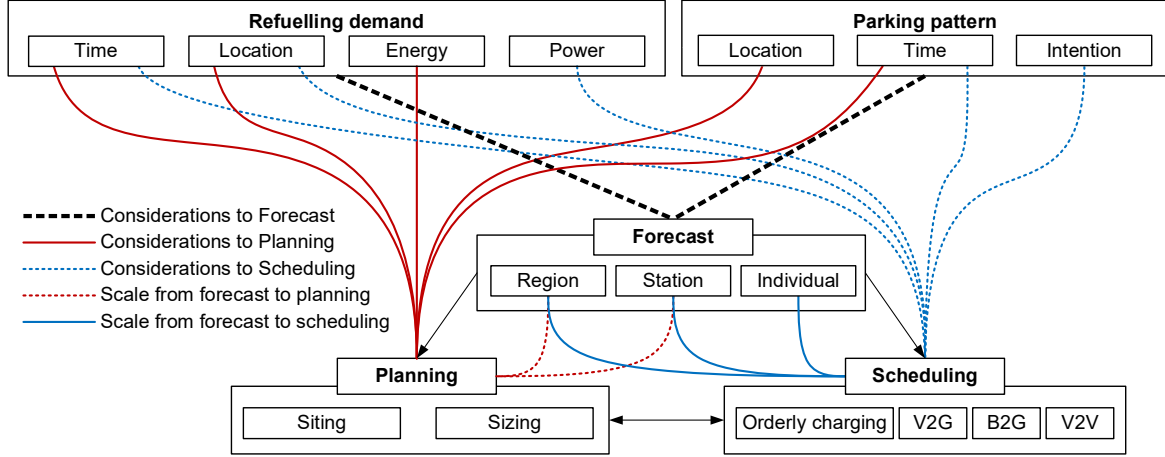 Refuelling demand
Time
Location
Energy
Power
Parking pattern
Location
Time
Intention
Considerations to Forecast
Considerations to Planning
Considerations to Scheduling
Scale from forecast to planning
Scale from forecast to scheduling
Forecast
Region
Station
Individual
Planning
Siting
Sizing
Scheduling
Orderly charging
V2G
B2G
V2V